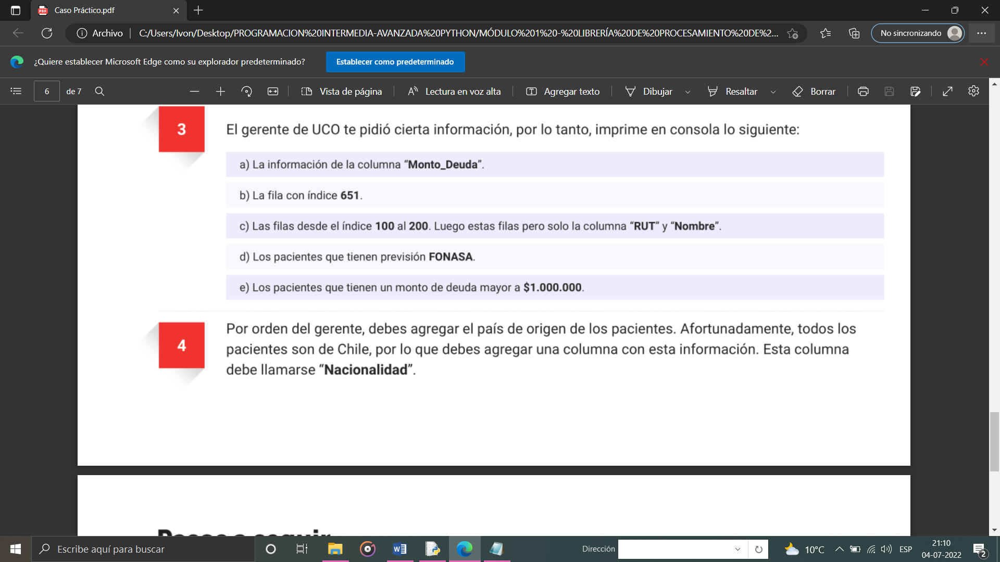 Caso Práctico.pdf
Archivo
C:/Users/Ivon/Desktop/PROGRAMACION%20INTERMEDIA-AVANZADA%20PYTHON/MÓDULO%201%20-%20LIBRERÍA%20DE%20PROCESAMIENTO%20DE%2...
No sincronizando
¿Quiere establecer Microsoft Edge como su explorador predeterminado?
Establecer como predeterminado
6 de 7
Vista de página
Lectura en voz alta
Agregar texto
Dibujar
Resaltar
Borrar
3
El gerente de UCO te pidió cierta información, por lo tanto, imprime en consola lo siguiente:
a) La información de la columna “Monto_Deuda”.
b) La fila con índice 651.
c) Las filas desde el índice 100 al 200. Luego estas filas pero solo la columna “RUT” y “Nombre”.
d) Los pacientes que tienen previsión FONASA.
e) Los pacientes que tienen un monto de deuda mayor a $1.000.000.
4
Por orden del gerente, debes agregar el país de origen de los pacientes. Afortunadamente, todos los
pacientes son de Chile, por lo que debes agregar una columna con esta información. Esta columna
debe llamarse “Nacionalidad”.
Pasos a seguir
Escribe aquí para buscar
Dirección
10°C
ESP
21:10
04-07-2022
2